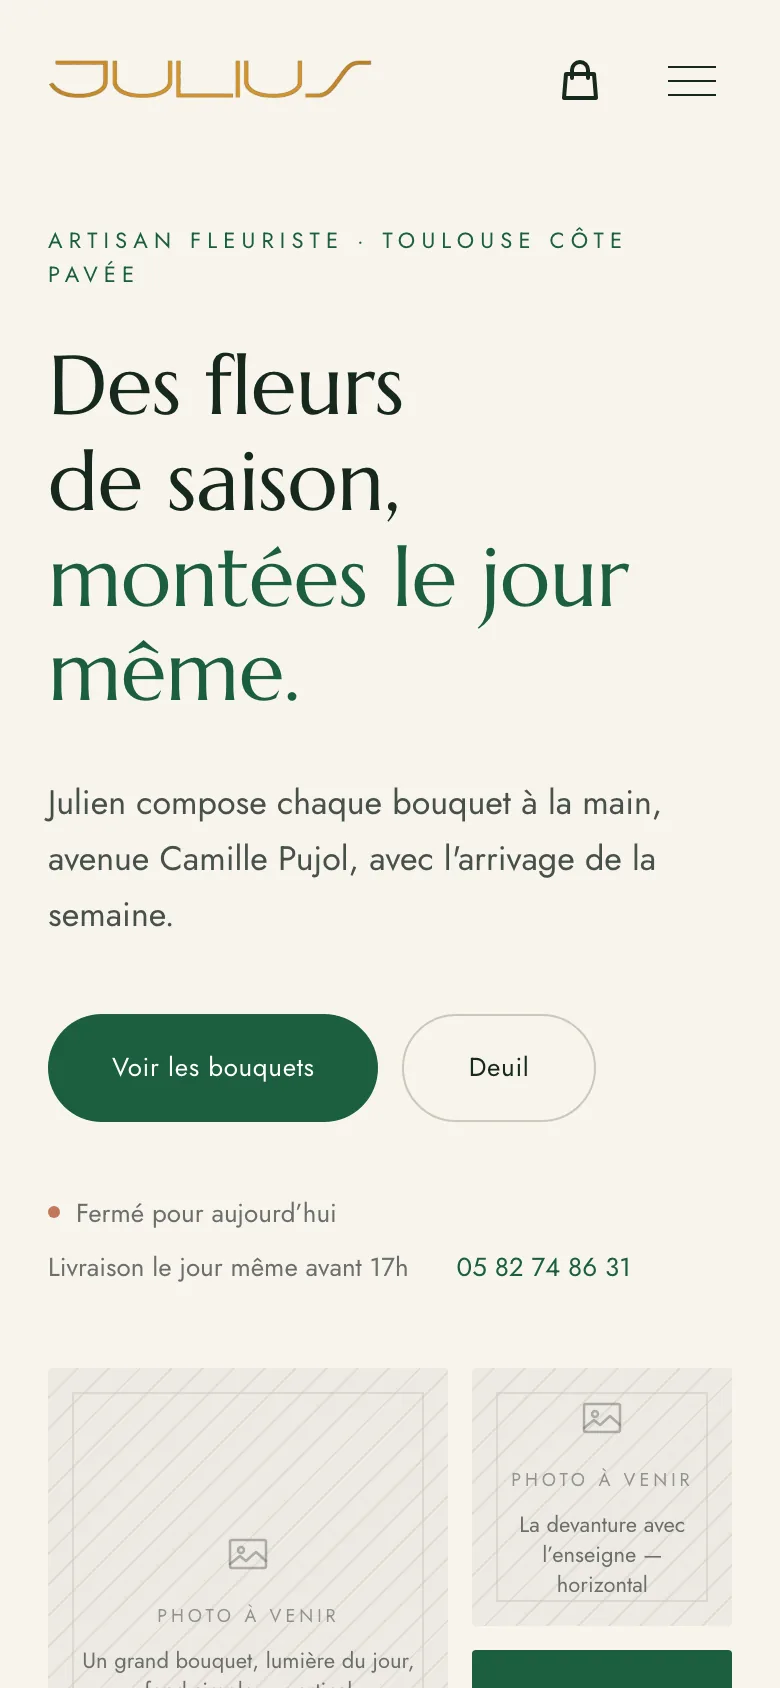 JULIUS
ARTISAN FLEURISTE · TOULOUSE CÔTE
PAVÉE
Des fleurs
de saison,
montées le jour
même.
Julien compose chaque bouquet à la main,
avenue Camille Pujol, avec l'arrivage de la
semaine.
Voir les bouquets
Deuil
Fermé pour aujourd’hui
Livraison le jour même avant 17h
05 82 74 86 31
PHOTO À VENIR
La devanture avec
l’enseigne —
horizontal
PHOTO À VENIR
Un grand bouquet, lumière du jour,